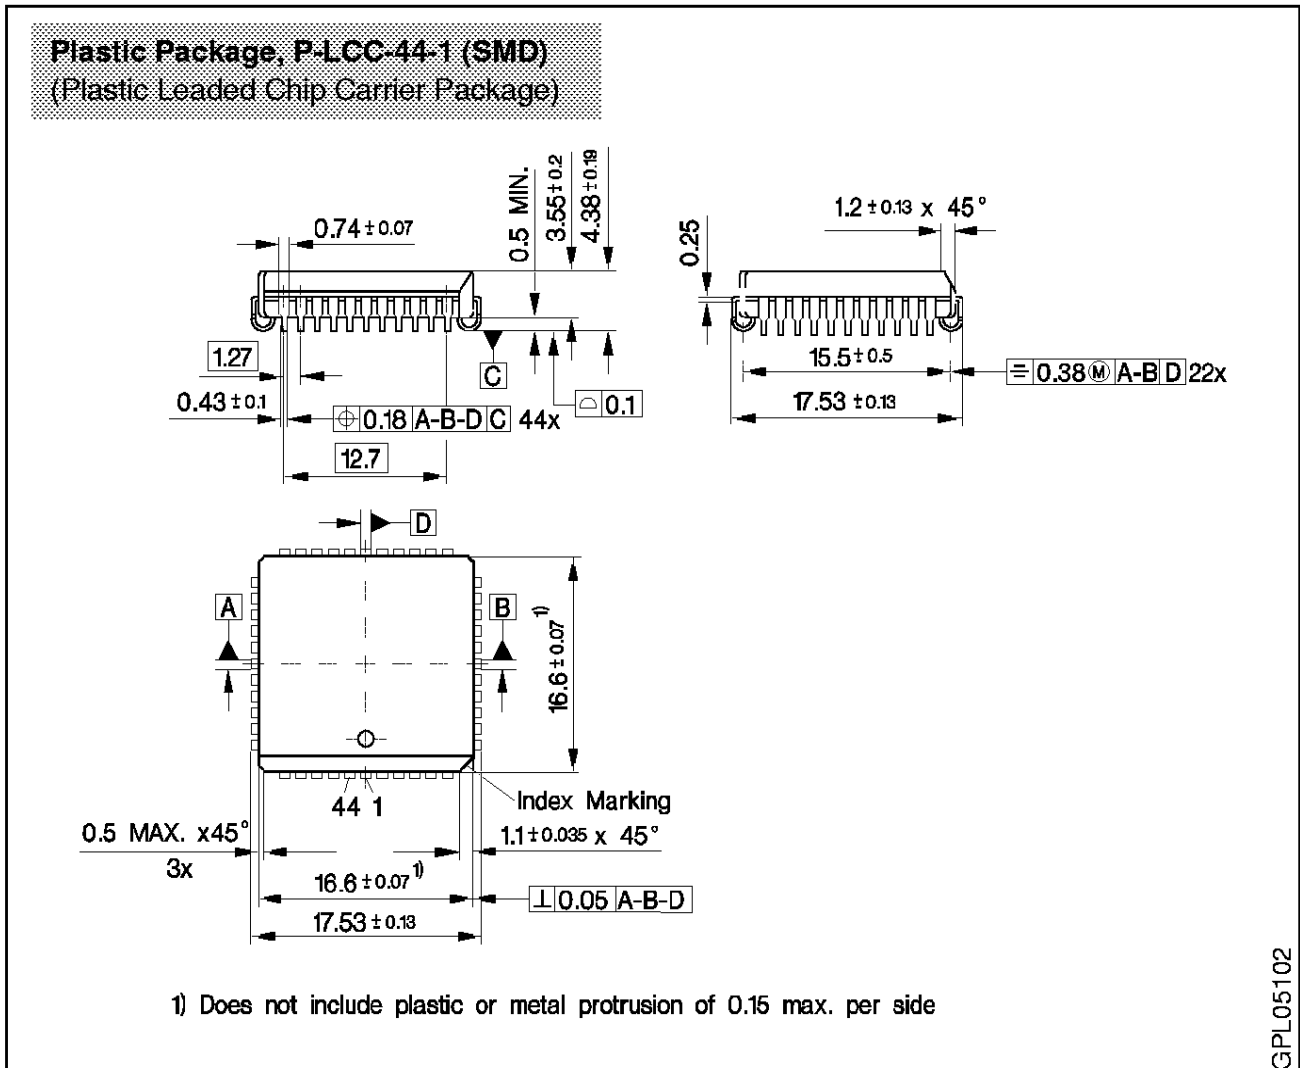 Plastic Package, P-LCC-44-1 (SMD)
(Plastic Leaded Chip Carrier Package)
0.74 ± 0.07
0.5 MIN.
3.55 ± 0.2
4.38 ± 0.19
1.27
0.43 ± 0.1
C
0.1
0.18 A-B-D C 44x
12.7
0.25
1.2 ± 0.13 x 45°
15.5 ± 0.5
0.38 Ⓜ A-B D 22x
17.53 ± 0.13
D
A
B
16.6 ± 0.07 1)
44 1
Index Marking
0.5 MAX. x45°
3x
1.1 ± 0.035 x 45°
16.6 ± 0.07 1)
⊥ 0.05 A-B-D
17.53 ± 0.13
1) Does not include plastic or metal protrusion of 0.15 max. per side
GPL05102